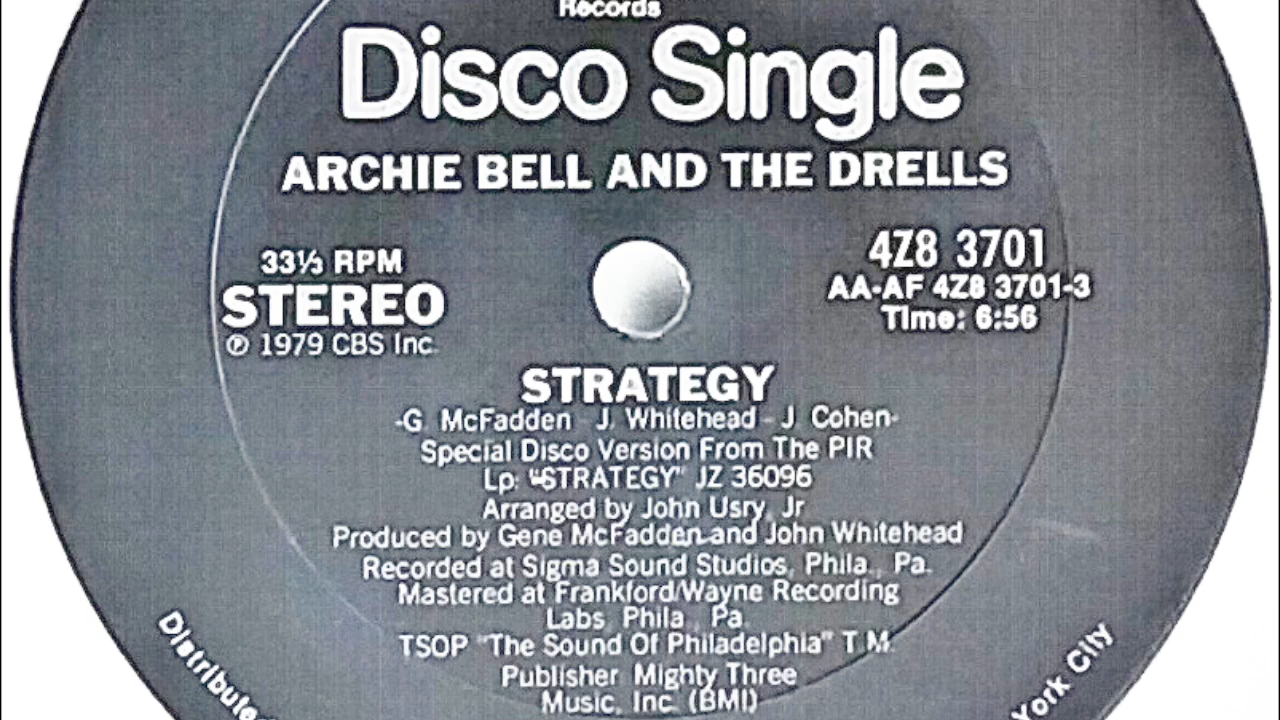 Records
Disco Single
ARCHIE BELL AND THE DRELLS
33⅓ RPM
STEREO
℗ 1979 CBS Inc.
4Z8 3701
AA-AF 4Z8 3701-3
Time: 6:56
STRATEGY
-G. McFadden - J. Whitehead - J. Cohen-
Special Disco Version From The PIR
Lp: "STRATEGY" JZ 36096
Arranged by John Usry, Jr.
Produced by Gene McFadden and John Whitehead
Recorded at Sigma Sound Studios, Phila., Pa.
Mastered at Frankford/Wayne Recording
Labs. Phila., Pa.
TSOP "The Sound Of Philadelphia" T.M.
Publisher Mighty Three
Music, Inc. (BMI)
York City